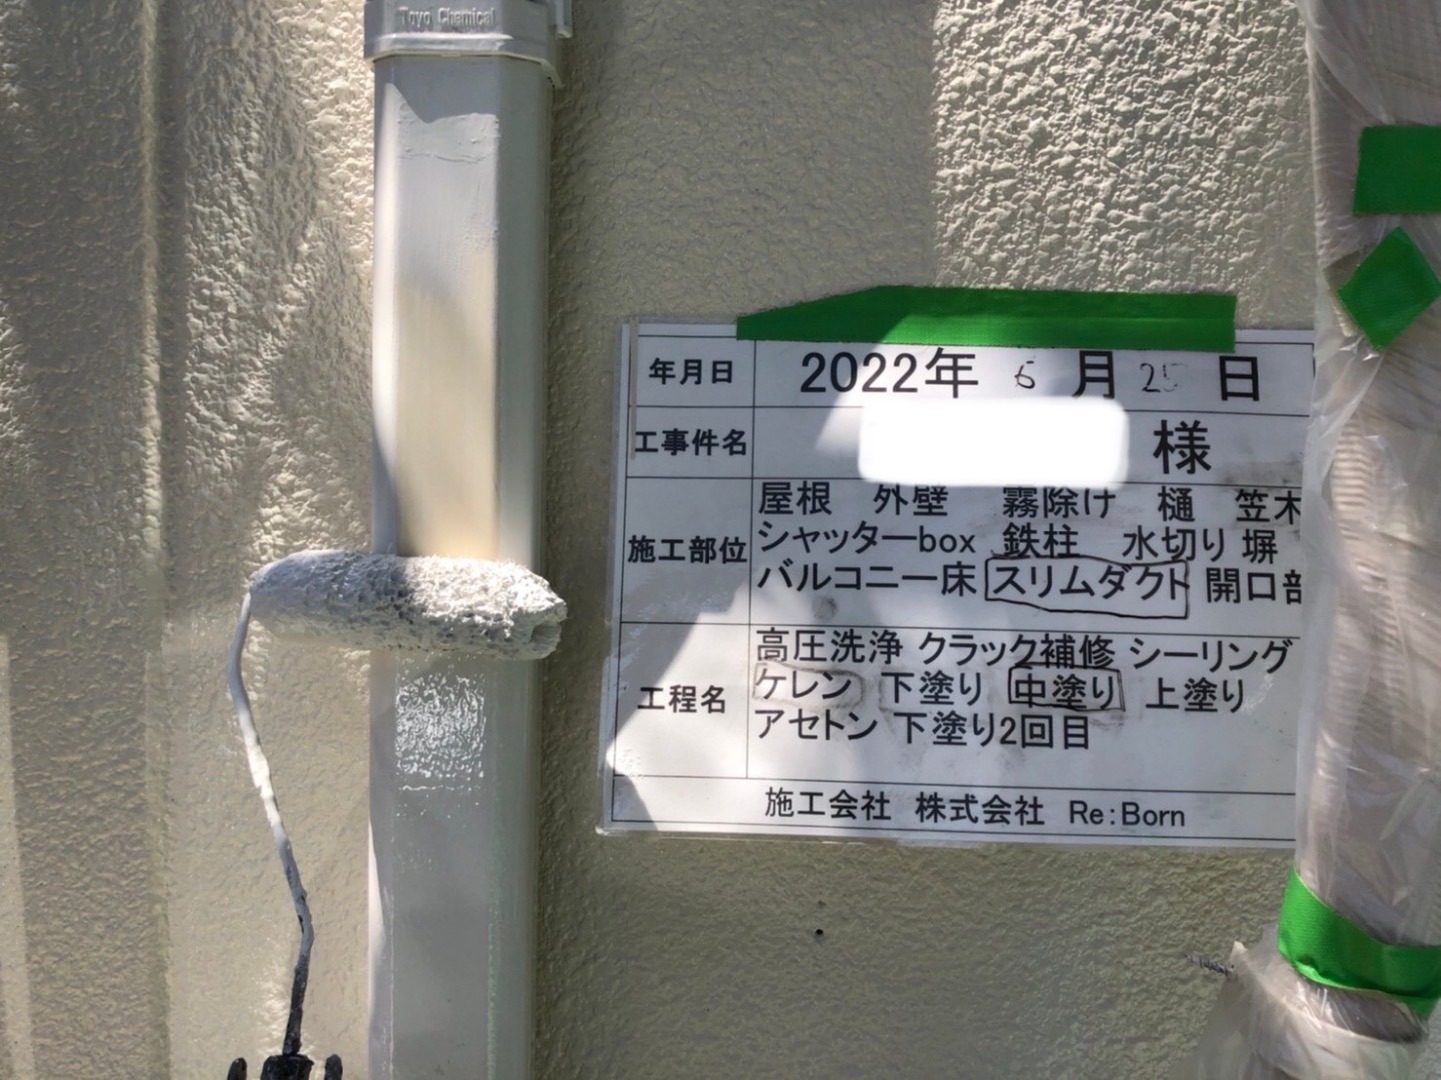 Toyo Chemical
年月日 2022年 6 月 25 日
工事件名 様
施工部位 屋根 外壁 霧除け 樋 笠木
シャッターbox 鉄柱 水切り 塀
バルコニー床 スリムダクト 開口部
工程名 高圧洗浄 クラック補修 シーリング
ケレン 下塗り 中塗り 上塗り
アセトン 下塗り2回目
施工会社 株式会社 Re:Born